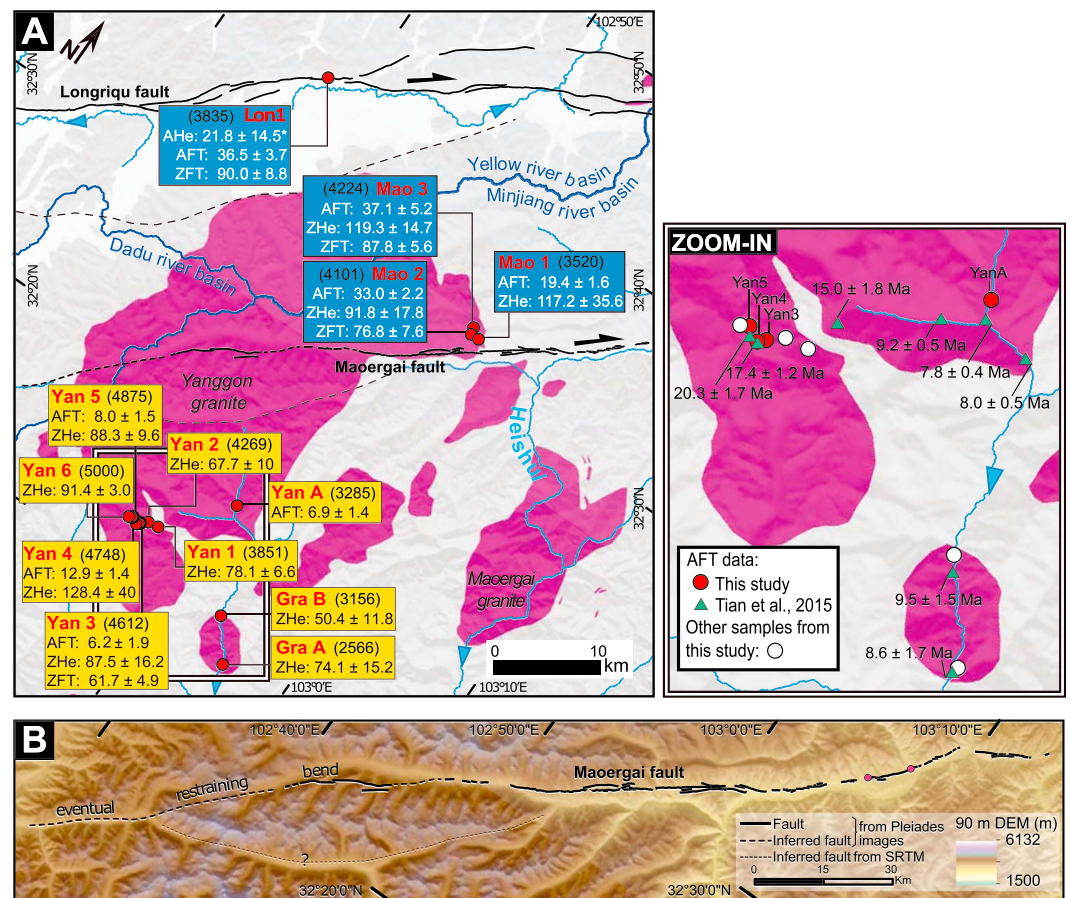 A
N
102°50'E
32°30'N
32°50'N
Longriqu fault
(3835) Lon1
AHe: 21.8 ± 14.5*
AFT: 36.5 ± 3.7
ZFT: 90.0 ± 8.8
Yellow river basin
Minjiang river basin
(4224) Mao 3
AFT: 37.1 ± 5.2
ZHe: 119.3 ± 14.7
ZFT: 87.8 ± 5.6
Dadu river basin
32°20'N
32°40'N
(4101) Mao 2
AFT: 33.0 ± 2.2
ZHe: 91.8 ± 17.8
ZFT: 76.8 ± 7.6
Mao 1 (3520)
AFT: 19.4 ± 1.6
ZHe: 117.2 ± 35.6
Maoergai fault
Yanggon
granite
Heishui
Yan 5 (4875)
AFT: 8.0 ± 1.5
ZHe: 88.3 ± 9.6
Yan 2 (4269)
ZHe: 67.7 ± 10
Yan 6 (5000)
ZHe: 91.4 ± 3.0
Yan A (3285)
AFT: 6.9 ± 1.4
32°30'N
Yan 4 (4748)
AFT: 12.9 ± 1.4
ZHe: 128.4 ± 40
Yan 1 (3851)
ZHe: 78.1 ± 6.6
Maoergai
granite
Gra B (3156)
ZHe: 50.4 ± 11.8
Yan 3 (4612)
AFT: 6.2 ± 1.9
ZHe: 87.5 ± 16.2
ZFT: 61.7 ± 4.9
Gra A (2566)
ZHe: 74.1 ± 15.2
0 10
km
103°0'E
103°10'E
ZOOM-IN
YanA
Yan5
Yan4
Yan3
15.0 ± 1.8 Ma
9.2 ± 0.5 Ma
17.4 ± 1.2 Ma
7.8 ± 0.4 Ma
20.3 ± 1.7 Ma
8.0 ± 0.5 Ma
AFT data:
This study
Tian et al., 2015
Other samples from
this study:
9.5 ± 1.5 Ma
8.6 ± 1.7 Ma
B
102°40'0"E
102°50'0"E
103°0'0"E
103°10'0"E
eventual restraining bend
Maoergai fault
?
Fault
Inferred fault
from Pleiades
images
Inferred fault from SRTM
0 15 30
Km
90 m DEM (m)
6132
1500
32°20'0"N
32°30'0"N